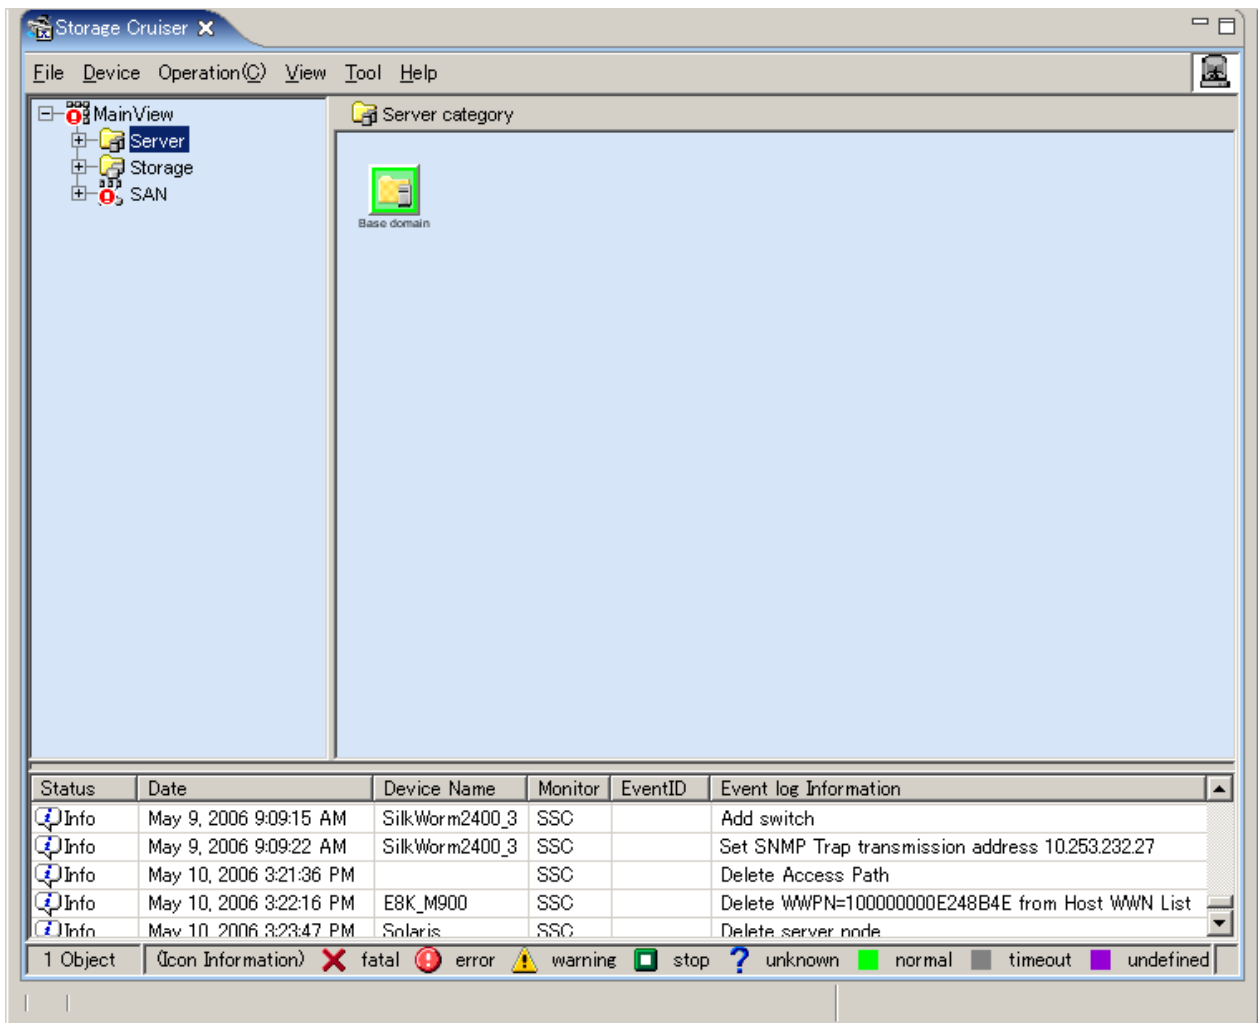 Storage Cruiser
File Device Operation(C) View Tool Help
MainView
Server
Storage
SAN
Server category
Base domain
Status Date Device Name Monitor EventID Event log Information
Info May 9, 2006 9:09:15 AM SilkWorm2400_3 SSC Add switch
Info May 9, 2006 9:09:22 AM SilkWorm2400_3 SSC Set SNMP Trap transmission address 10.253.232.27
Info May 10, 2006 3:21:36 PM SSC Delete Access Path
Info May 10, 2006 3:22:16 PM E8K_M900 SSC Delete WWPN=100000000E248B4E from Host WWN List
Info May 10, 2006 3:23:47 PM Solaris SSC Delete server node
1 Object (Icon Information) fatal error warning stop unknown normal timeout undefined